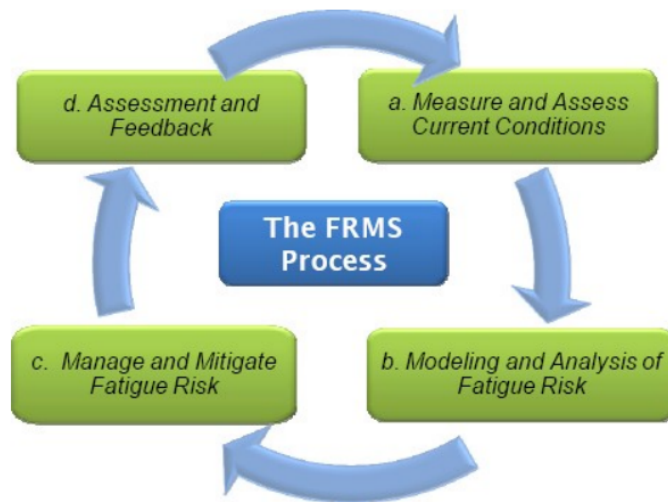 d. Assessment and
Feedback
a. Measure and Assess
Current Conditions
The FRMS
Process
c. Manage and Mitigate
Fatigue Risk
b. Modeling and Analysis of
Fatigue Risk